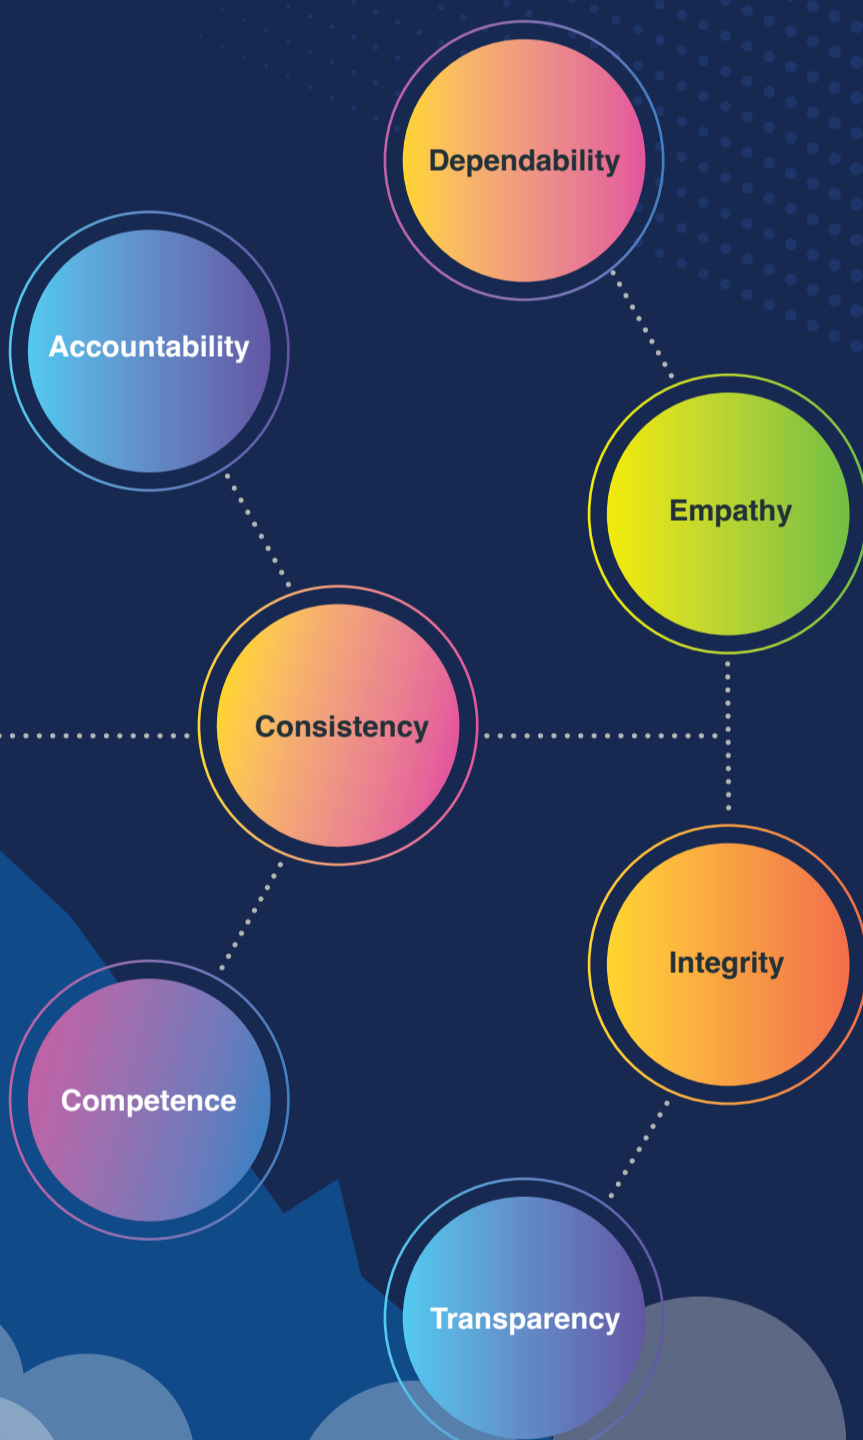 Dependability
Accountability
Empathy
Consistency
Integrity
Competence
Transparency